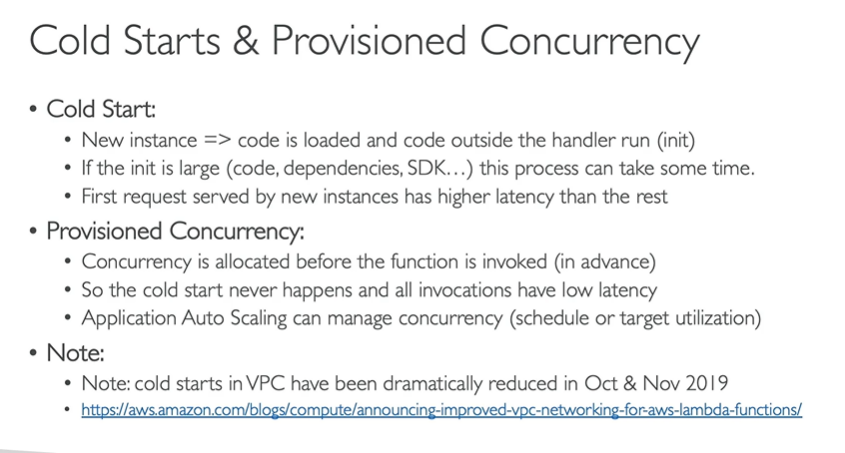 Cold Starts & Provisioned Concurrency
• Cold Start:
• New instance => code is loaded and code outside the handler run (init)
• If the init is large (code, dependencies, SDK…) this process can take some time.
• First request served by new instances has higher latency than the rest
• Provisioned Concurrency:
• Concurrency is allocated before the function is invoked (in advance)
• So the cold start never happens and all invocations have low latency
• Application Auto Scaling can manage concurrency (schedule or target utilization)
• Note:
• Note: cold starts in VPC have been dramatically reduced in Oct & Nov 2019
• https://aws.amazon.com/blogs/compute/announcing-improved-vpc-networking-for-aws-lambda-functions/